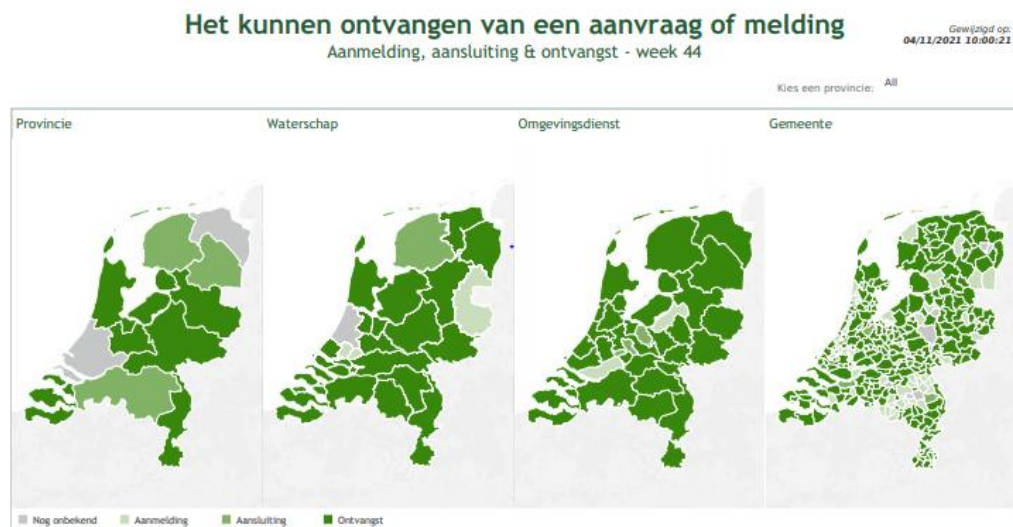 Het kunnen ontvangen van een aanvraag of melding
Aanmelding, aansluiting & ontvangst - week 44
Gewijzigd op:
04/11/2021 10:00:21
Kies een provincie: All
Provincie
Waterschap
Omgevingsdienst
Gemeente
Nog onbekend
Aanmelding
Aansluiting
Ontvangst